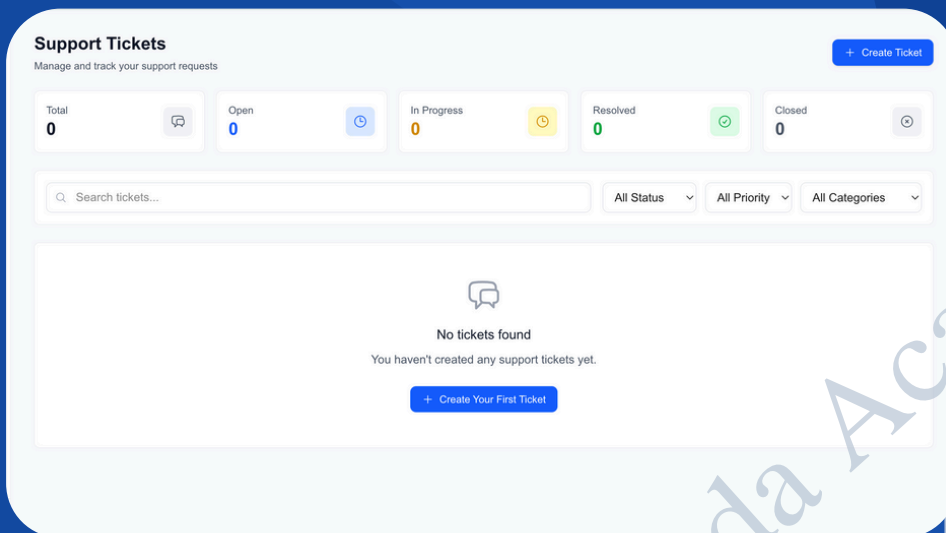 Support Tickets
Manage and track your support requests
+ Create Ticket
Total
0
Open
0
In Progress
0
Resolved
0
Closed
0
Search tickets...
All Status
All Priority
All Categories
No tickets found
You haven't created any support tickets yet.
+ Create Your First Ticket